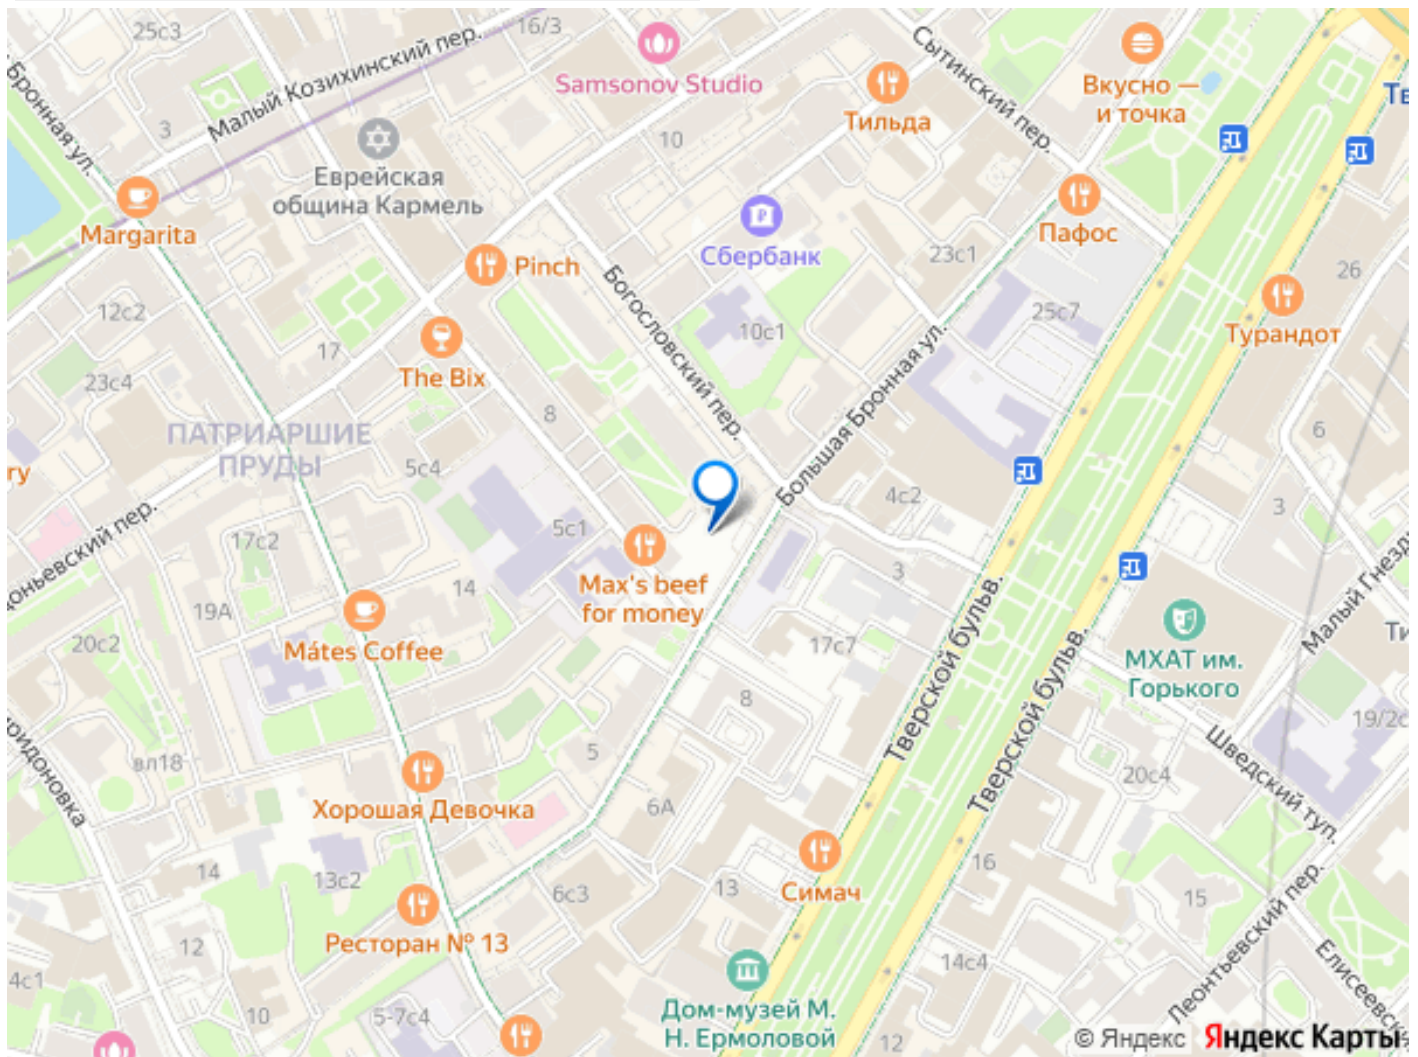 25с3
16/3
Бронная ул.
Малый Козихинский пер.
Samsonov Studio
Сытинский пер.
Вкусно —
и точка
Тильда
3
10
Еврейская
община Кармель
Margarita
Сбербанк
Пафос
23с1
Pinch
26
12с2
Богословский пер.
10с1
25с7
Турандот
17
The Bix
23с4
8
Большая Бронная ул.
6
ПАТРИАРШИЕ
ПРУДЫ
5с4
4с2
3
5с1
17с2
Max's beef
for money
14
3
19А
20с2
Mátes Coffee
17с7
Тверской бульв.
Тверской бульв.
МХАТ им.
Горького
8
19/2с
Шведский туп.
5
вл18
20с4
Хорошая Девочка
6А
14
13с2
16
13
Симач
15
6с3
Ресторан № 13
12
14с4
Леонтьевский пер.
4с1
10
5-7с4
Дом-музей М.
Н. Ермоловой
12
© Яндекс Яндекс Карты